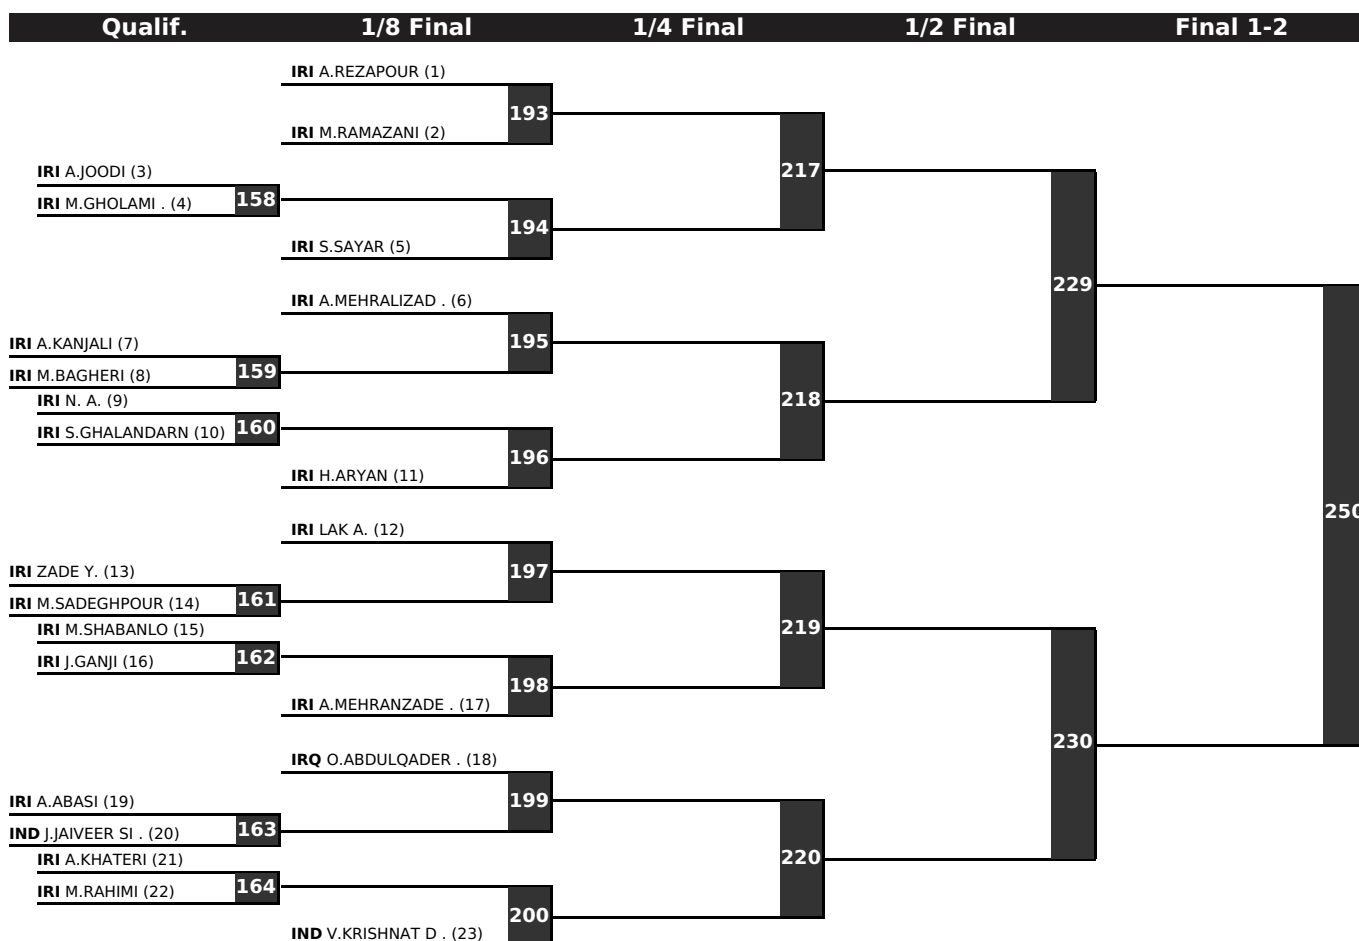 Qualif. 1/8 Final 1/4 Final 1/2 Final Final 1-2
IRI A.REZAPOUR (1)
193
IRI M.RAMAZANI (2)
IRI A.JOODI (3)
217
158
IRI M.GHOLAMI . (4)
194
IRI S.SAYAR (5)
229
IRI A.MEHRALIZAD . (6)
195
IRI A.KANJALI (7)
159
IRI M.BAGHERI (8)
IRI N. A. (9)
218
IRI S.GHALANDARN (10) 160
196
IRI H.ARYAN (11)
250
IRI LAK A. (12)
197
IRI ZADE Y. (13)
161
IRI M.SADEGHPOUR (14)
IRI M.SHABANLO (15)
219
IRI J.GANJI (16) 162
198
IRI A.MEHRANZADE . (17)
230
IRQ O.ABDULQADER . (18)
199
IRI A.ABASI (19)
163
IND J.JAIVEER SI . (20)
IRI A.KHATERI (21)
220
IRI M.RAHIMI (22) 164
200
IND V.KRISHNAT D . (23)